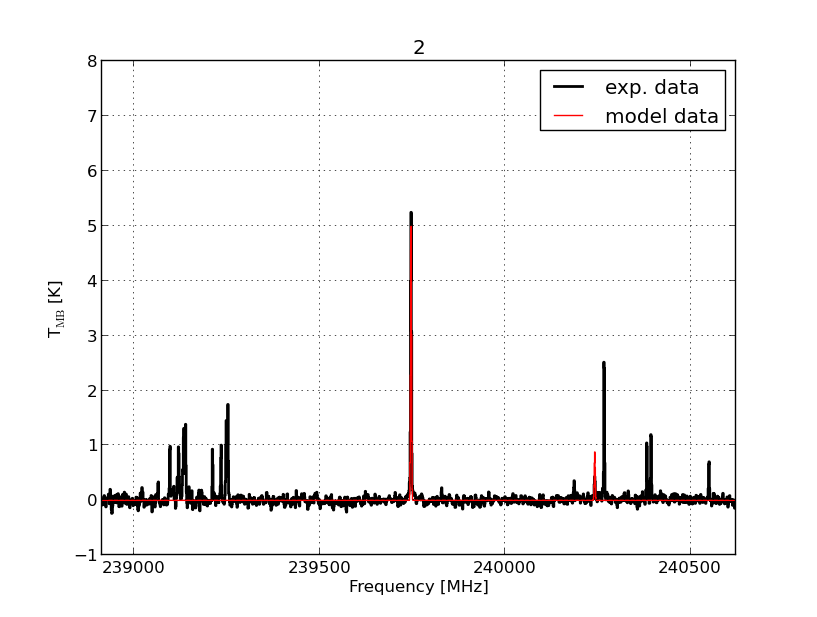 2
exp. data
model data
8
7
6
5
4
3
2
1
0
−1
T_MB [K]
239000 239500 240000 240500
Frequency [MHz]